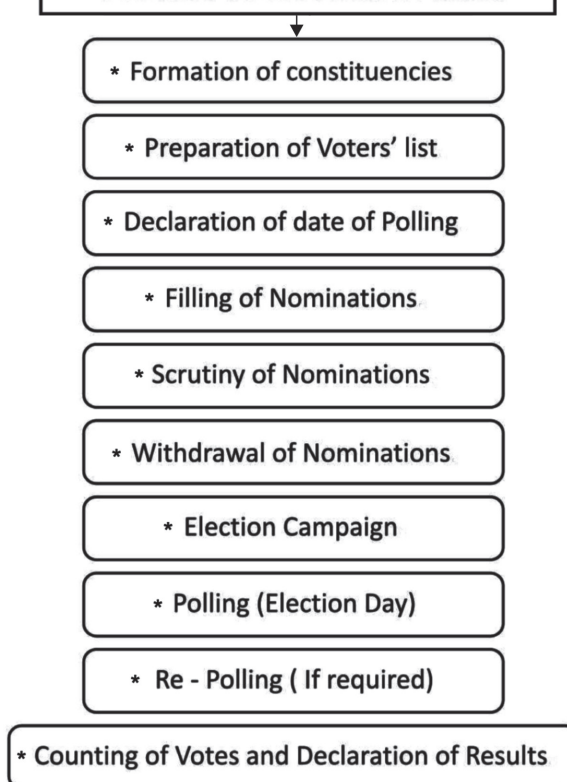 * Formation of constituencies
* Preparation of Voters' list
* Declaration of date of Polling
* Filling of Nominations
* Scrutiny of Nominations
* Withdrawal of Nominations
* Election Campaign
* Polling (Election Day)
* Re - Polling ( If required)
* Counting of Votes and Declaration of Results